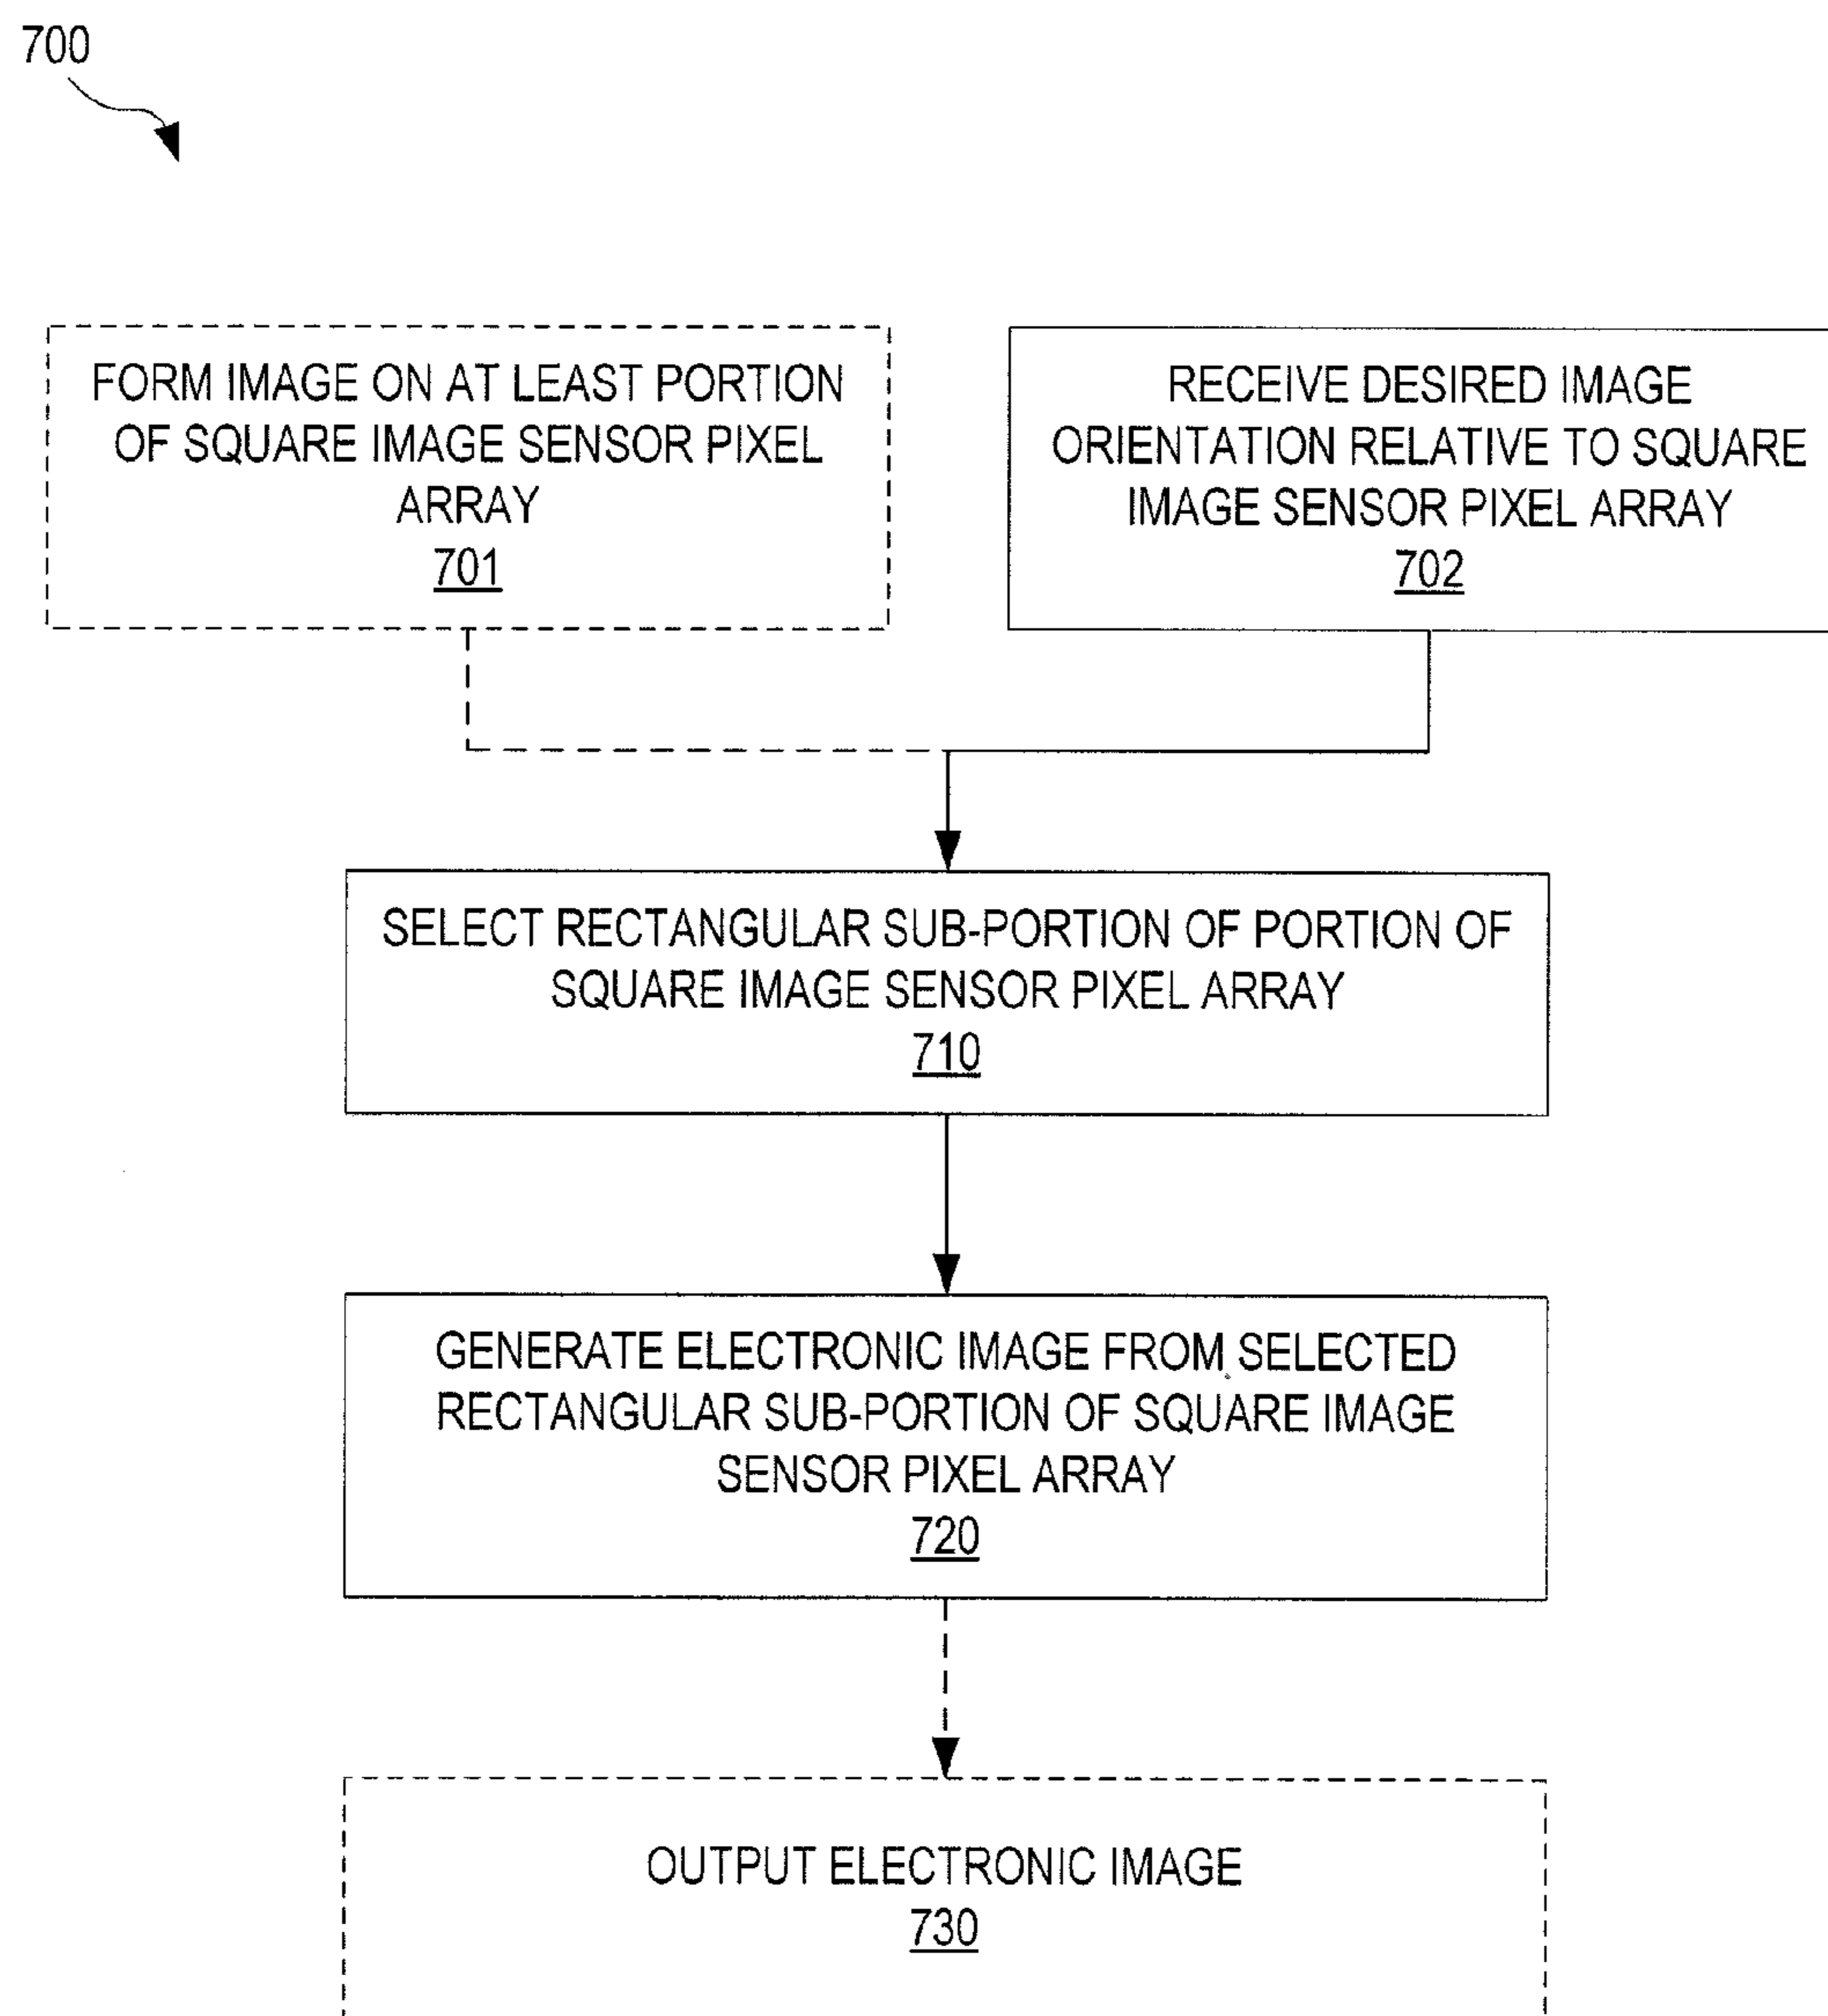 700
FORM IMAGE ON AT LEAST PORTION
OF SQUARE IMAGE SENSOR PIXEL
ARRAY
701
RECEIVE DESIRED IMAGE
ORIENTATION RELATIVE TO SQUARE
IMAGE SENSOR PIXEL ARRAY
702
SELECT RECTANGULAR SUB-PORTION OF PORTION OF
SQUARE IMAGE SENSOR PIXEL ARRAY
710
GENERATE ELECTRONIC IMAGE FROM SELECTED
RECTANGULAR SUB-PORTION OF SQUARE IMAGE
SENSOR PIXEL ARRAY
720
OUTPUT ELECTRONIC IMAGE
730